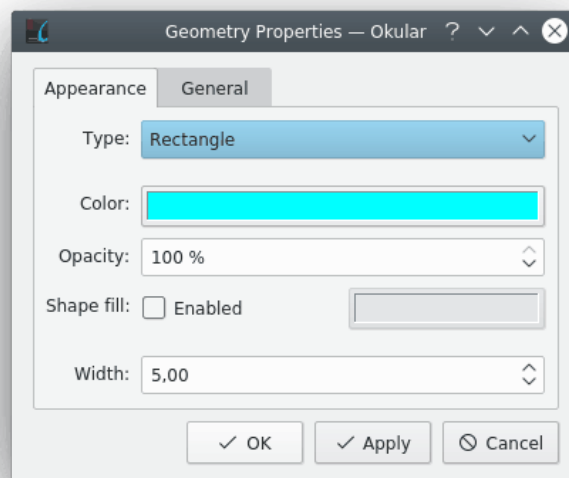 Geometry Properties — Okular
Appearance General
Type: Rectangle
Color:
Opacity: 100 %
Shape fill: Enabled
Width: 5,00
OK Apply Cancel